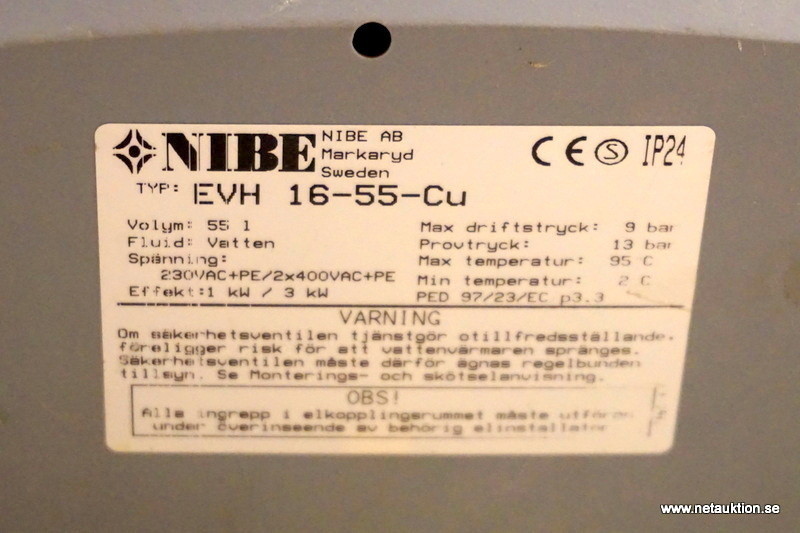 NIBE NIBE AB
Markaryd
Sweden
CE S IP24
TYP: EVH 16-55-Cu
Volym: 55 l
Fluid: Vatten
Spänning:
230VAC+PE/2x400VAC+PE
Effekt:1 kW / 3 kW
Max driftstryck: 9 bar
Provtryck: 13 bar
Max temperatur: 95 C
Min temperatur: 2 C
PED 97/23/EC p3.3
VARNING
Om säkerhetsventilen tjänstgör otillfredsställande,
föreligger risk för att vattenvärmaren spränges.
Säkerhetsventilen måste därför ägnas regelbunden
tillsyn. Se Monterings- och skötselanvisning.
OBS!
Alla ingrepp i elkopplingsrummet måste utföras
under överinseende av behörig elinstallatör
www.netauktion.se